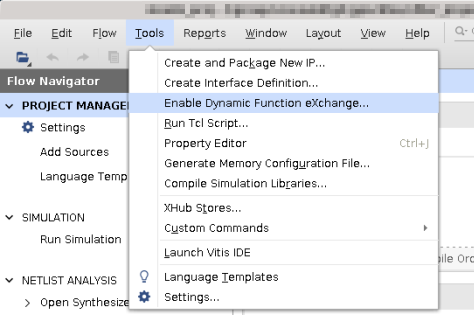 File Edit Flow Tools Reports Window Layout View Help
Flow Navigator
PROJECT MANAGE
Settings
Add Sources
Language Temp
SIMULATION
Run Simulation
NETLIST ANALYSIS
Open Synthesize
Create and Package New IP...
Create Interface Definition...
Enable Dynamic Function eXchange...
Run Tcl Script...
Property Editor Ctrl+J
Generate Memory Configuration File...
Compile Simulation Libraries...
XHub Stores...
Custom Commands
Launch Vitis IDE
Language Templates
Settings...